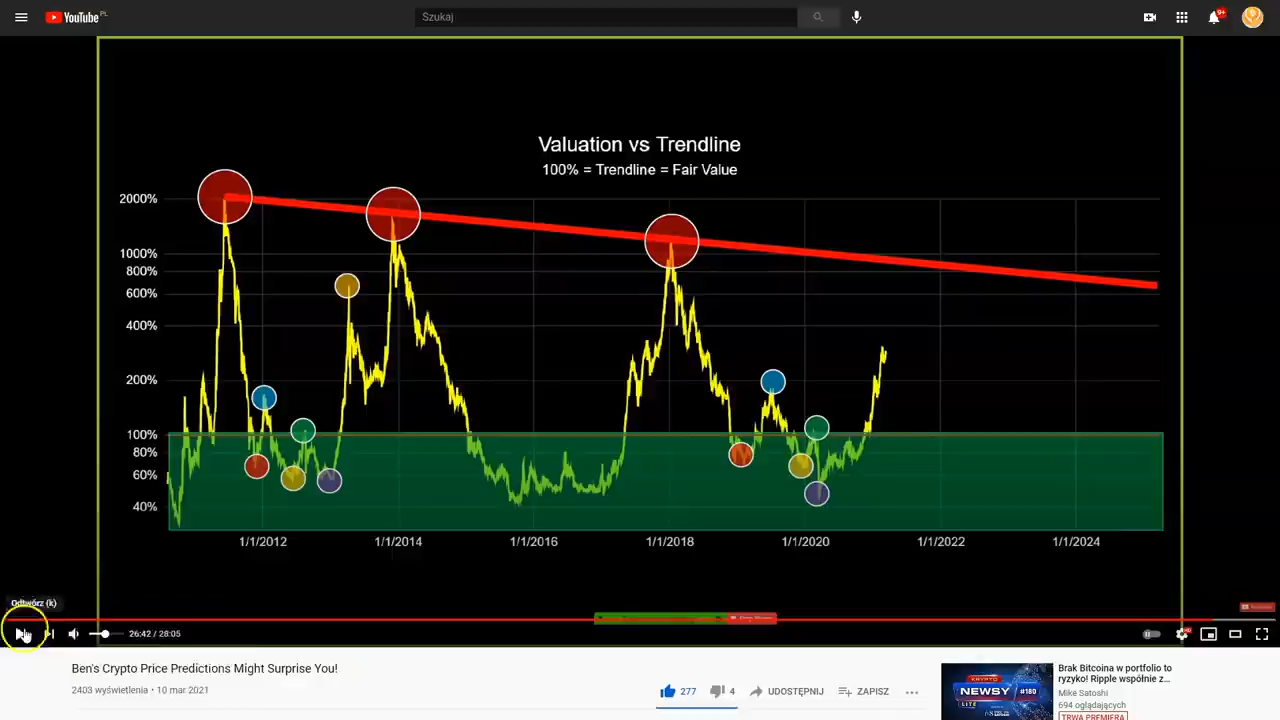 YouTube PL
Szukaj
9+
Valuation vs Trendline
100% = Trendline = Fair Value
2000%
1000%
800%
600%
400%
200%
100%
80%
60%
40%
1/1/2012
1/1/2014
1/1/2016
1/1/2018
1/1/2020
1/1/2022
1/1/2024
Odtwórz (k)
26:42 / 28:05
Ben's Crypto Price Predictions Might Surprise You!
2403 wyświetlenia • 10 mar 2021
277
4
UDOSTĘPNIJ
ZAPISZ
KRYPTO
NEWSY #180
LITE
Brak Bitcoina w portfolio to
ryzyko! Ripple wspólnie z...
Mike Satoshi
694 oglądających
TRWA PREMIERA